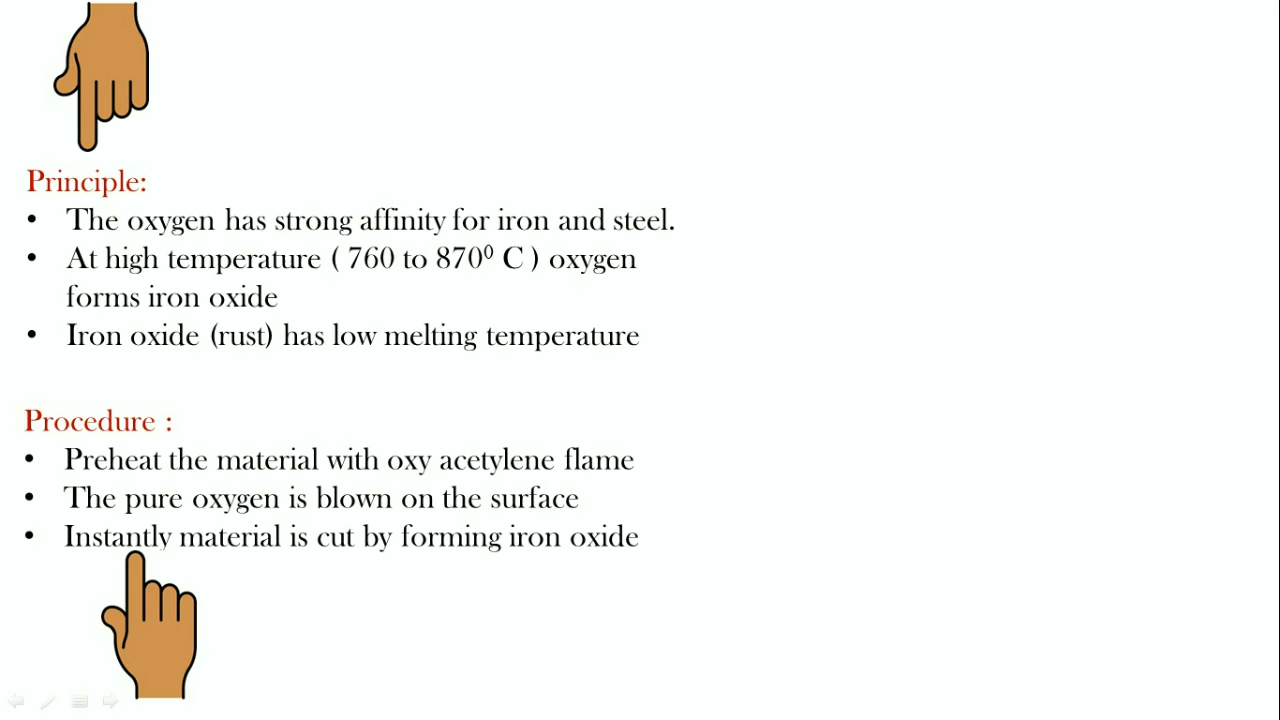 Principle:
• The oxygen has strong affinity for iron and steel.
• At high temperature ( 760 to 870⁰ C ) oxygen
forms iron oxide
• Iron oxide (rust) has low melting temperature
Procedure :
• Preheat the material with oxy acetylene flame
• The pure oxygen is blown on the surface
• Instantly material is cut by forming iron oxide